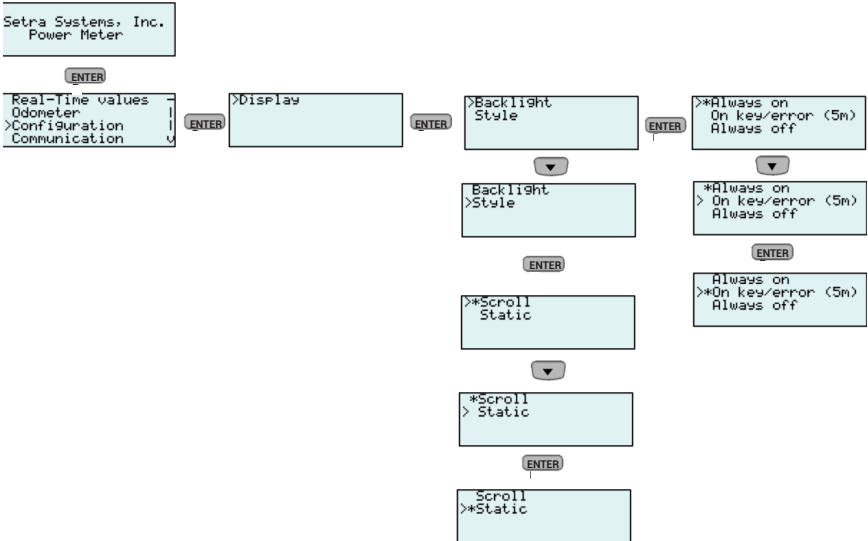 Setra Systems, Inc.
Power Meter
ENTER
Real-Time values
Odometer
>Configuration
Communication
ENTER
>Display
ENTER
>Backlight
Style
ENTER
>*Always on
On key/error (5m)
Always off
Backlight
>Style
*Always on
> On key/error (5m)
Always off
ENTER
ENTER
Always on
>*On key/error (5m)
Always off
>*Scroll
Static
*Scroll
> Static
ENTER
Scroll
>*Static